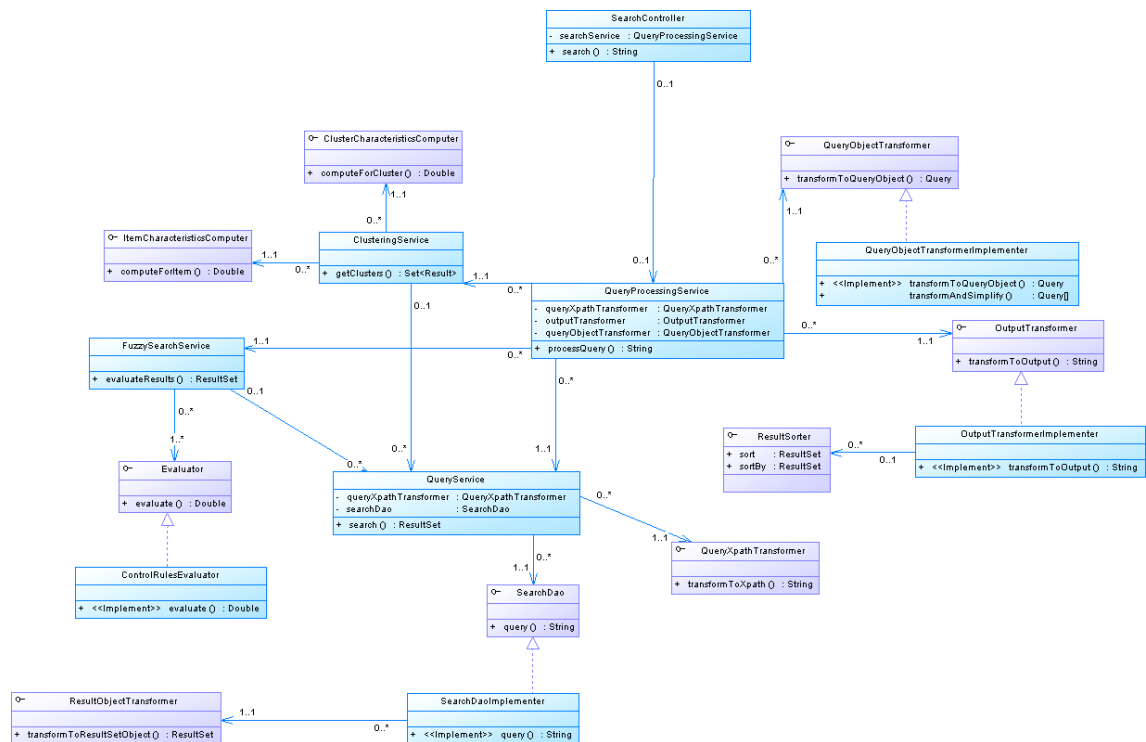 SearchController
- searchService : QueryProcessingService
+ search () : String
0..1
0..1
ClusterCharacteristicsComputer
+ computeForCluster () : Double
1..1
0..*
QueryObjectTransformer
+ transformToQueryObject () : Query
1..1
0..*
ItemCharacteristicsComputer
+ computeForItem () : Double
1..1
0..*
ClusteringService
+ getClusters () : Set<Result>
1..1
0..*
0..1
0..*
QueryObjectTransformerImplementer
+ <<Implement>> transformToQueryObject () : Query
+ transformAndSimplify () : Query[]
QueryProcessingService
- queryXpathTransformer : QueryXpathTransformer
- outputTransformer : OutputTransformer
- queryObjectTransformer : QueryObjectTransformer
+ processQuery () : String
0..*
1..1
OutputTransformer
+ transformToOutput () : String
FuzzySearchService
+ evaluateResults () : ResultSet
1..1
0..*
0..1
0..*
0..*
1..*
0..*
1..1
ResultSorter
+ sort : ResultSet
+ sortBy : ResultSet
0..*
0..1
OutputTransformerImplementer
+ <<Implement>> transformToOutput () : String
Evaluator
+ evaluate () : Double
QueryService
- queryXpathTransformer : QueryXpathTransformer
- searchDao : SearchDao
+ search () : ResultSet
0..*
1..1
QueryXpathTransformer
+ transformToXpath () : String
0..*
1..1
ControlRulesEvaluator
+ <<Implement>> evaluate () : Double
SearchDao
+ query () : String
ResultObjectTransformer
+ transformToResultSetObject () : ResultSet
1..1
0..*
SearchDaoImplementer
+ <<Implement>> query () : String